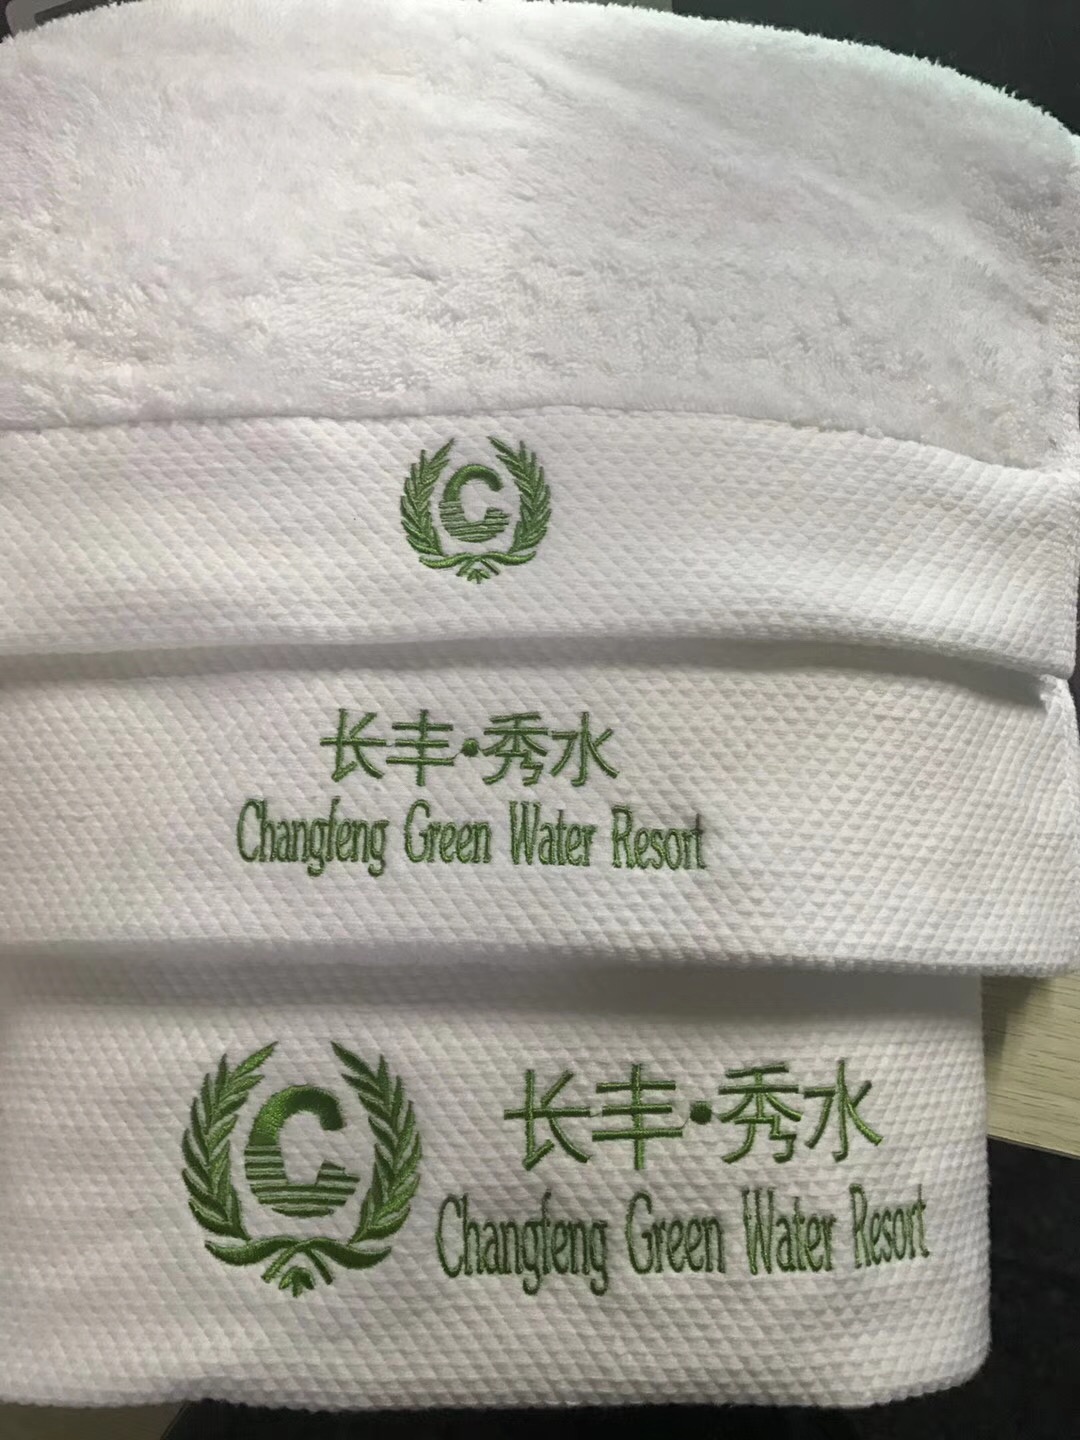 C
长丰·秀水
Changfeng Green Water Resort
C
长丰·秀水
Changfeng Green Water Resort